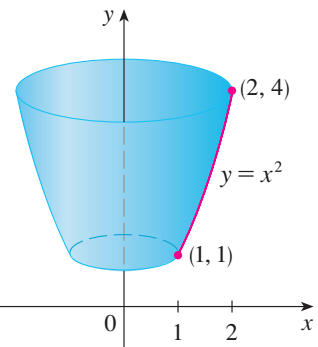 y
(2, 4)
y = x²
(1, 1)
0
1
2
x